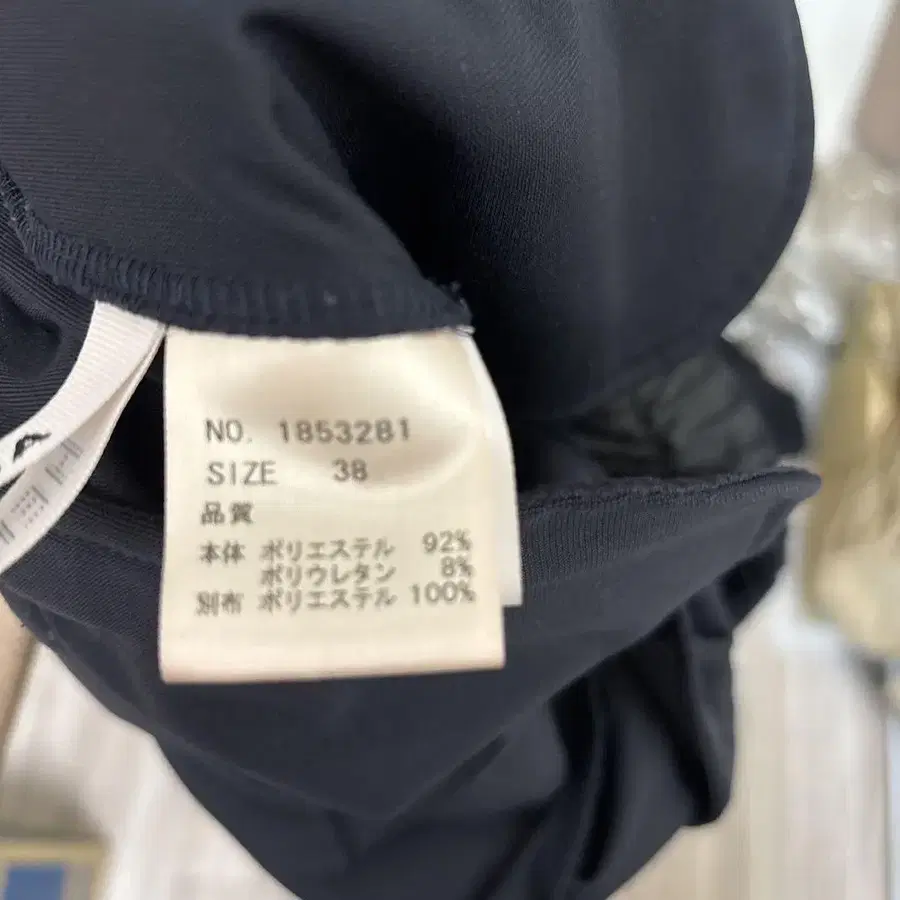 NO. 1853281
SIZE 38
品質
本体 ポリエステル 92%
ポリウレタン 8%
別布 ポリエステル 100%